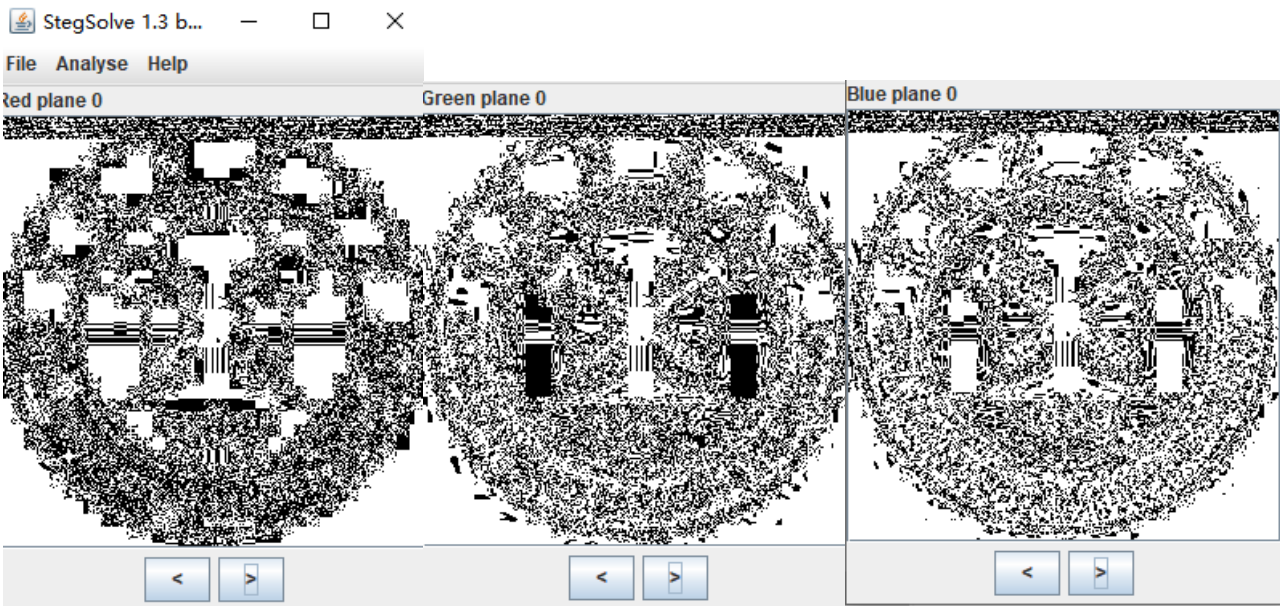 StegSolve 1.3 b...
File Analyse Help
Red plane 0
Green plane 0
Blue plane 0
< >
< >
< >